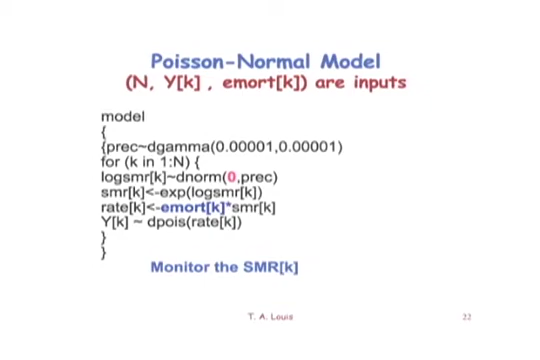 Poisson-Normal Model
(N, Y[k] , emort[k]) are inputs
model
{
{prec~dgamma(0.00001,0.00001)
for (k in 1:N) {
logsmr[k]~dnorm(0,prec)
smr[k]<-exp(logsmr[k])
rate[k]<-emort[k]*smr[k]
Y[k] ~ dpois(rate[k])
}
}
Monitor the SMR[k]
T. A. Louis
22